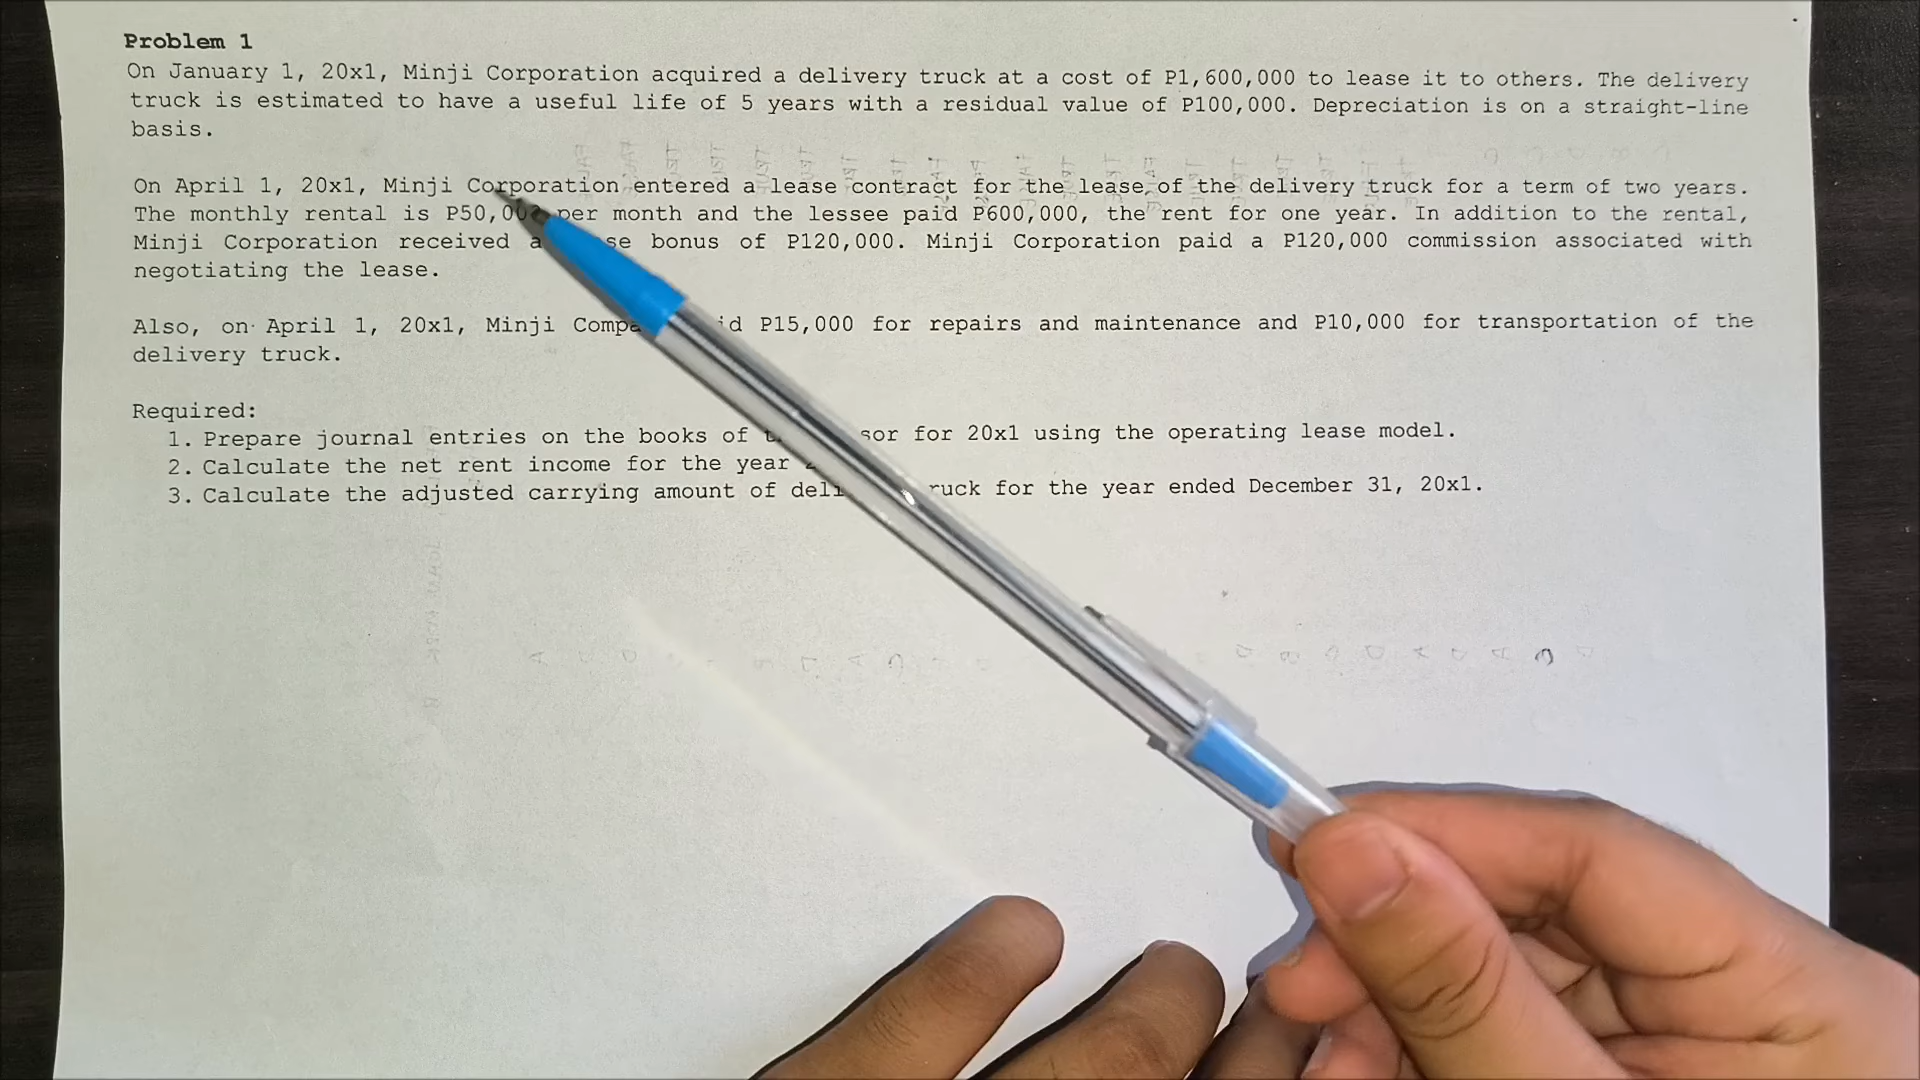 Problem 1
On January 1, 20x1, Minji Corporation acquired a delivery truck at a cost of P1,600,000 to lease it to others. The delivery
truck is estimated to have a useful life of 5 years with a residual value of P100,000. Depreciation is on a straight-line
basis.
On April 1, 20x1, Minji Corporation entered a lease contract for the lease of the delivery truck for a term of two years.
The monthly rental is per month and the lessee paid P600,000, the rent for one year. In addition to the rental,
Minji Corporation received bonus of P120,000. Minji Corporation paid a P120,000 commission associated with
negotiating the lease.
Also, on April 1, 20x1, Minji P15,000 for repairs and maintenance and P10,000 for transportation of the
delivery truck.
Required:
1. Prepare journal entries on the books of for 20x1 using the operating lease model.
2. Calculate the net rent income for the year
3. Calculate the adjusted carrying amount of for the year ended December 31, 20x1.